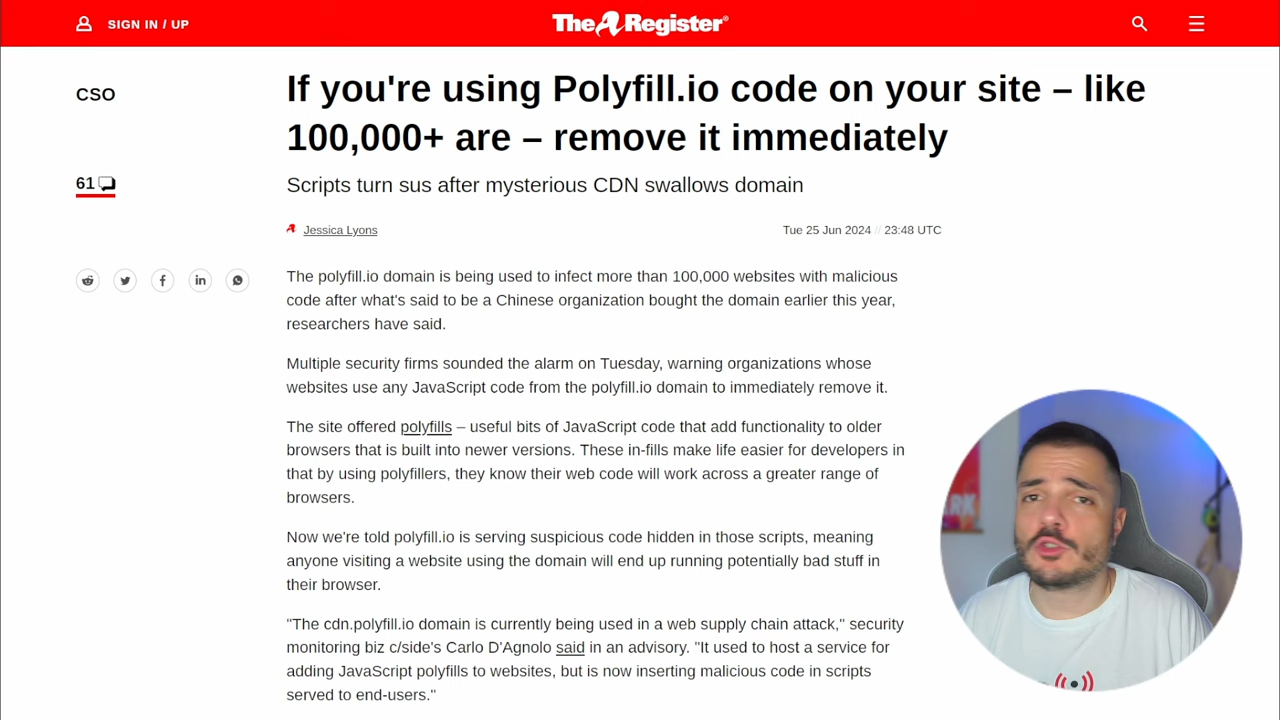 SIGN IN / UP
The Register®
CSO
If you're using Polyfill.io code on your site – like
100,000+ are – remove it immediately
61
Scripts turn sus after mysterious CDN swallows domain
Jessica Lyons
Tue 25 Jun 2024 // 23:48 UTC
The polyfill.io domain is being used to infect more than 100,000 websites with malicious
code after what's said to be a Chinese organization bought the domain earlier this year,
researchers have said.
Multiple security firms sounded the alarm on Tuesday, warning organizations whose
websites use any JavaScript code from the polyfill.io domain to immediately remove it.
The site offered polyfills – useful bits of JavaScript code that add functionality to older
browsers that is built into newer versions. These in-fills make life easier for developers in
that by using polyfillers, they know their web code will work across a greater range of
browsers.
Now we're told polyfill.io is serving suspicious code hidden in those scripts, meaning
anyone visiting a website using the domain will end up running potentially bad stuff in
their browser.
"The cdn.polyfill.io domain is currently being used in a web supply chain attack," security
monitoring biz c/side's Carlo D'Agnolo said in an advisory. "It used to host a service for
adding JavaScript polyfills to websites, but is now inserting malicious code in scripts
served to end-users."